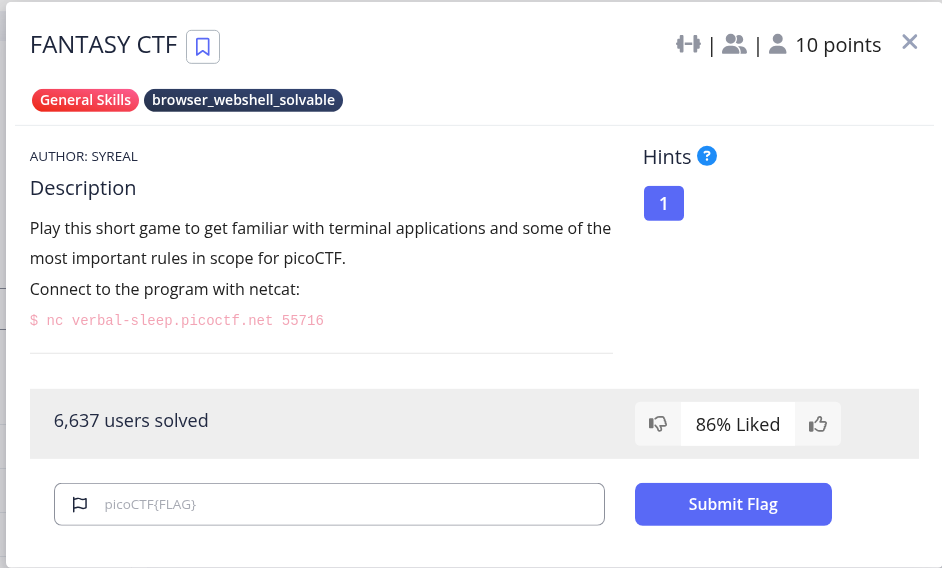 FANTASY CTF
| | 10 points
General Skills browser_webshell_solvable
AUTHOR: SYREAL
Description
Play this short game to get familiar with terminal applications and some of the
most important rules in scope for picoCTF.
Connect to the program with netcat:
$ nc verbal-sleep.picoctf.net 55716
Hints ?
1
6,637 users solved
86% Liked
picoCTF{FLAG}
Submit Flag